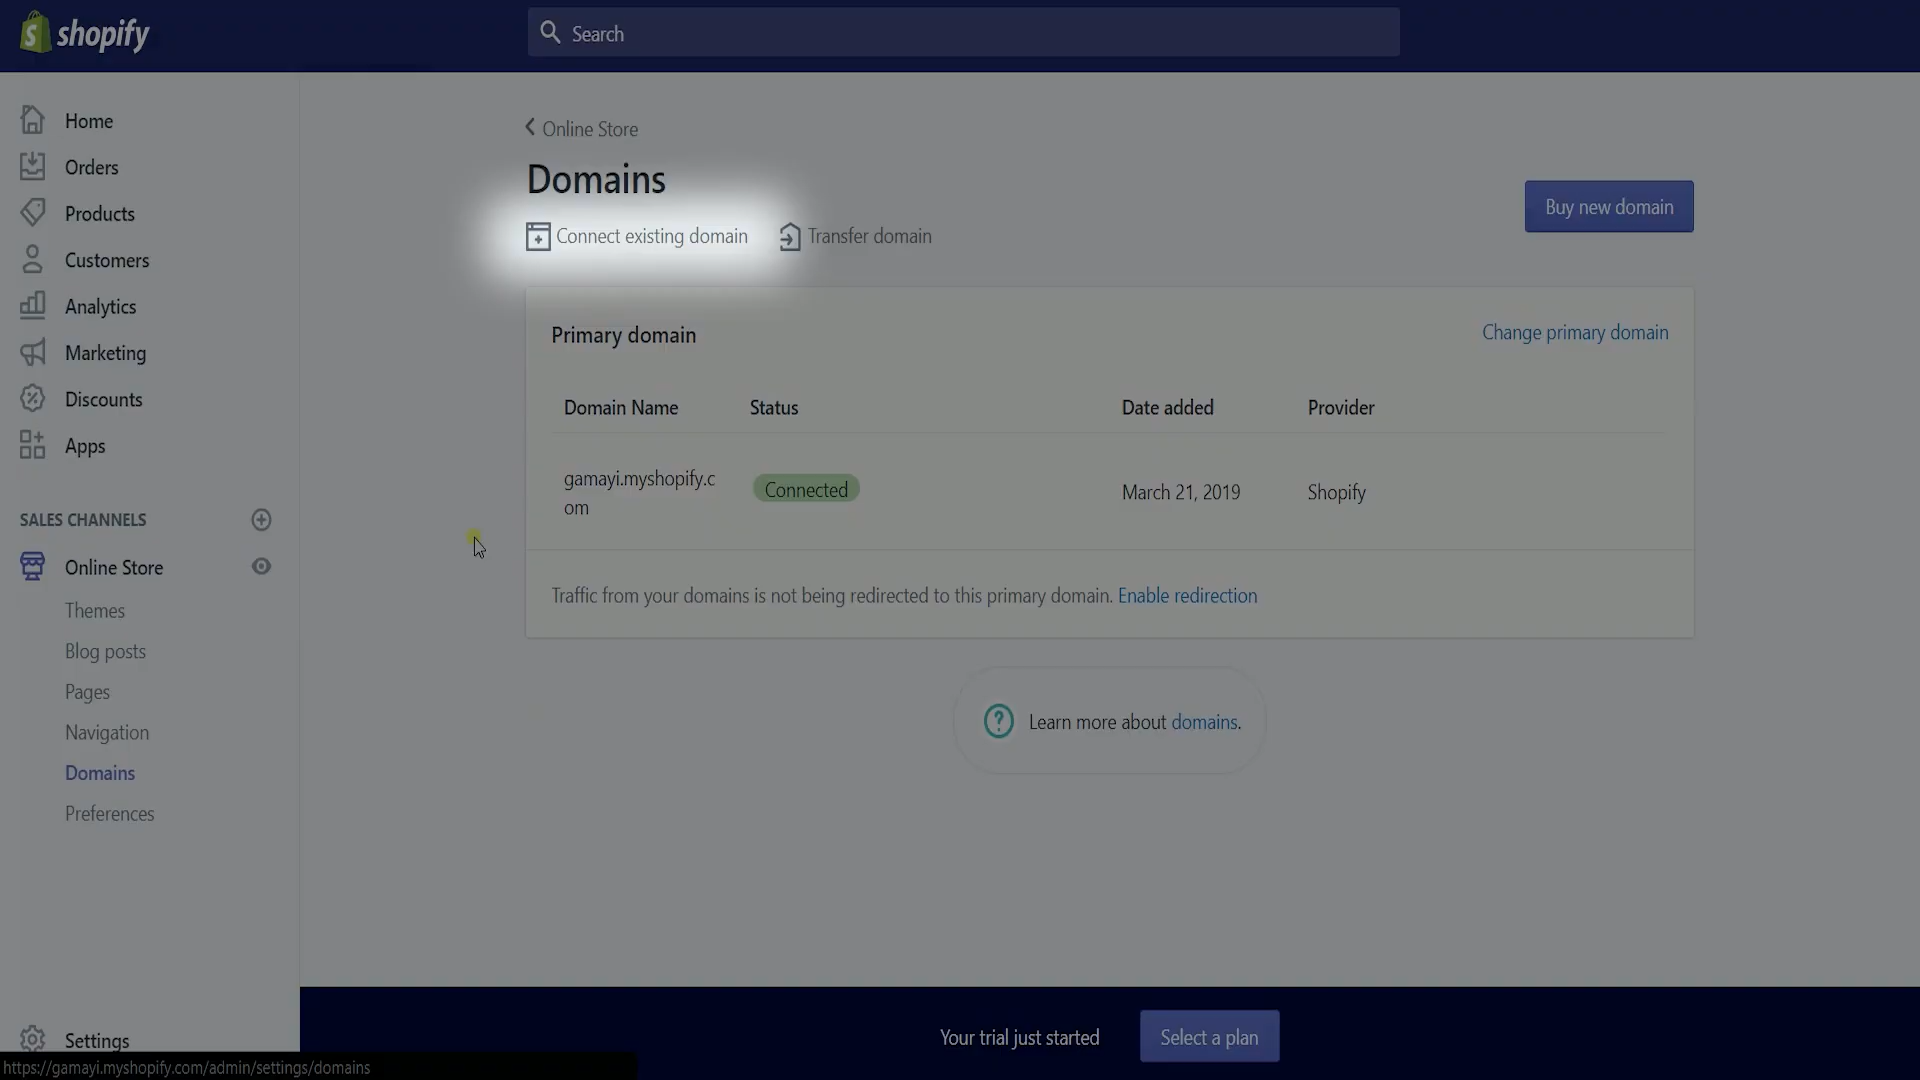 shopify
Search
Home
Orders
Products
Customers
Analytics
Marketing
Discounts
Apps
SALES CHANNELS
Online Store
Themes
Blog posts
Pages
Navigation
Domains
Preferences
Settings
Online Store
Domains
Connect existing domain
Transfer domain
Buy new domain
Primary domain
Change primary domain
Domain Name Status Date added Provider
gamayi.myshopify.c
om
Connected
March 21, 2019
Shopify
Traffic from your domains is not being redirected to this primary domain. Enable redirection
Learn more about domains.
Your trial just started
Select a plan
https://gamayi.myshopify.com/admin/settings/domains